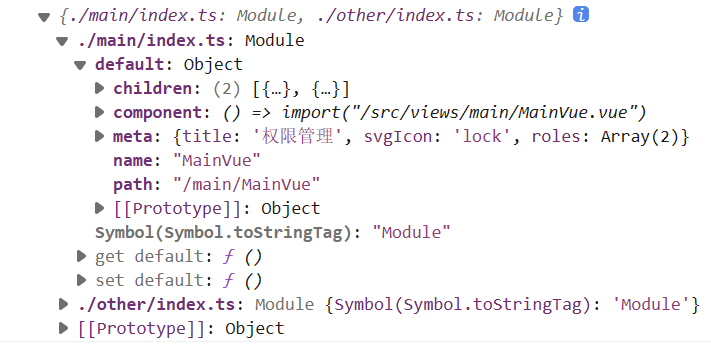 {./main/index.ts: Module, ./other/index.ts: Module} i
./main/index.ts: Module
default: Object
children: (2) [{…}, {…}]
component: () => import("/src/views/main/MainVue.vue")
meta: {title: '权限管理', svgIcon: 'lock', roles: Array(2)}
name: "MainVue"
path: "/main/MainVue"
[[Prototype]]: Object
Symbol(Symbol.toStringTag): "Module"
get default: ƒ ()
set default: ƒ ()
./other/index.ts: Module {Symbol(Symbol.toStringTag): 'Module'}
[[Prototype]]: Object